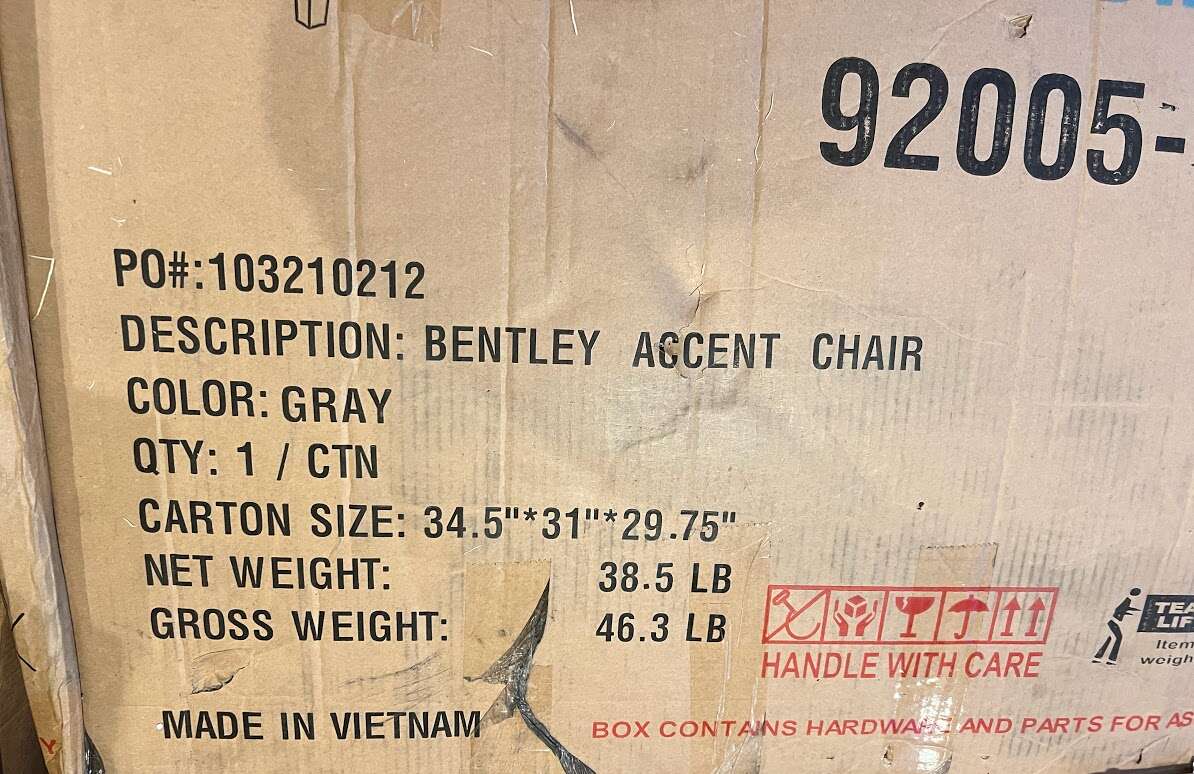 92005-
PO#:103210212
DESCRIPTION: BENTLEY ACCENT CHAIR
COLOR: GRAY
QTY: 1 / CTN
CARTON SIZE: 34.5"*31"*29.75"
NET WEIGHT: 38.5 LB
GROSS WEIGHT: 46.3 LB
HANDLE WITH CARE
Item
MADE IN VIETNAM
BOX CONTAINS HARDWARE AND PARTS FOR